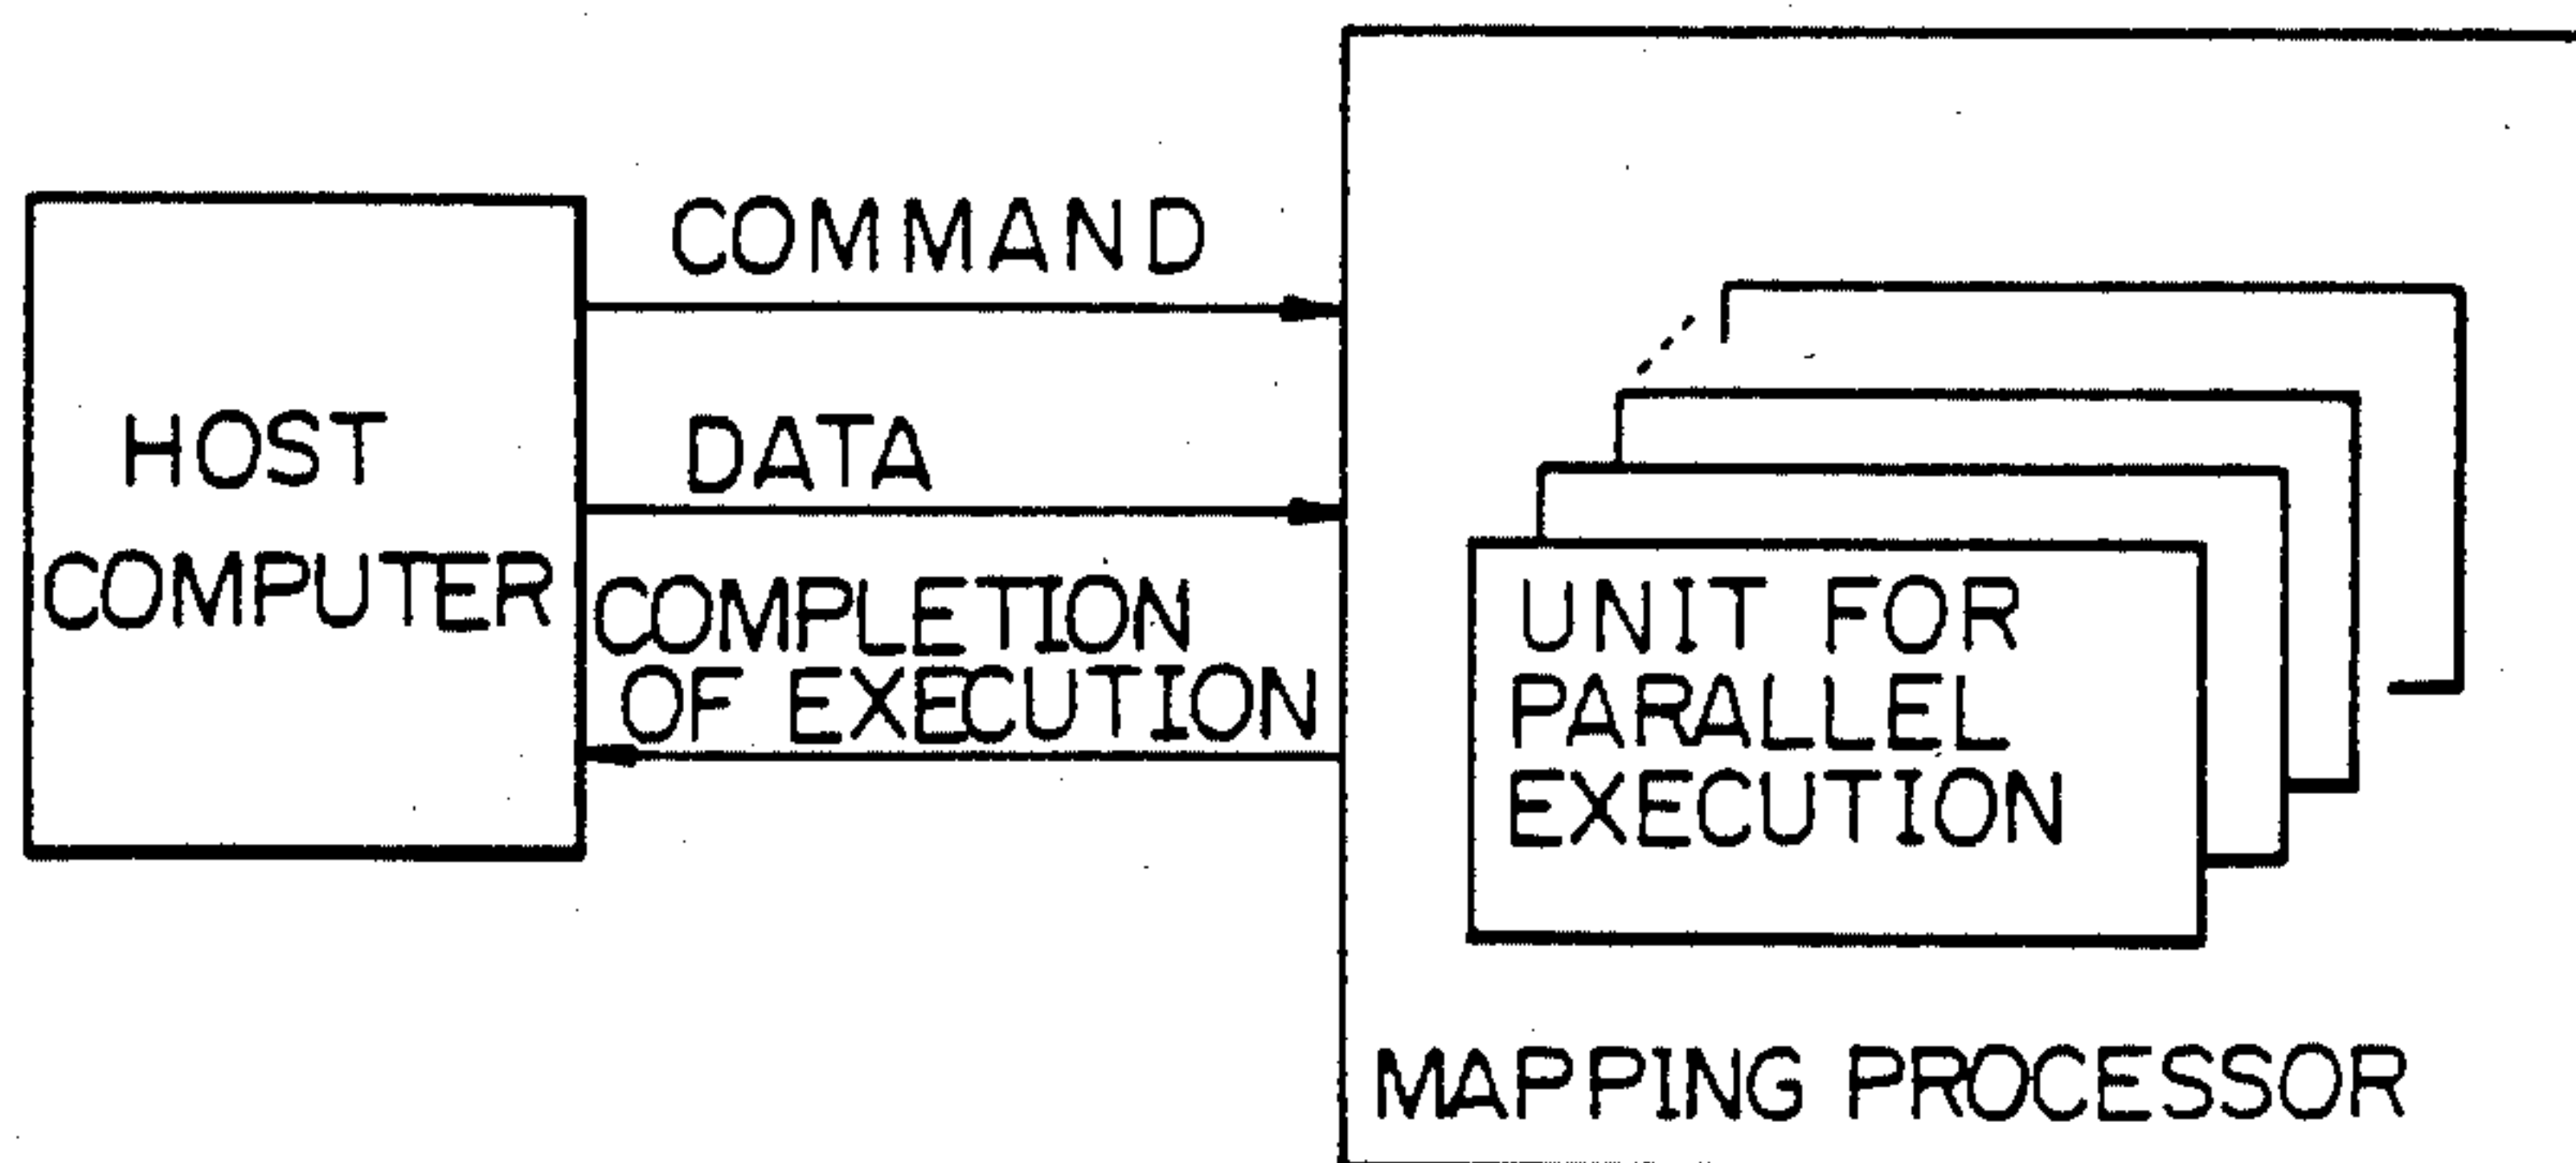 HOST
COMPUTER
COMMAND
DATA
COMPLETION
OF EXECUTION
UNIT FOR
PARALLEL
EXECUTION
MAPPING PROCESSOR